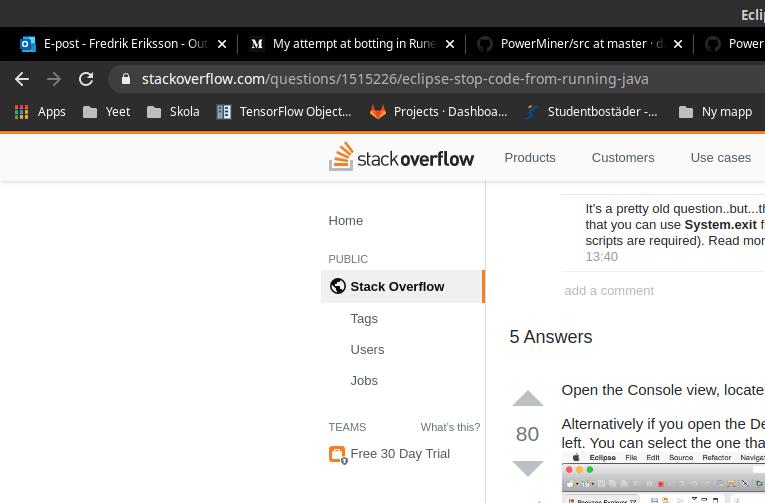 Ecli
E-post - Fredrik Eriksson - Out
My attempt at botting in Rune
PowerMiner/src at master · d
Power
stackoverflow.com/questions/1515226/eclipse-stop-code-from-running-java
Apps
Yeet
Skola
TensorFlow Object...
Projects · Dashboa...
Studentbostäder -...
Ny mapp
stackoverflow
Products
Customers
Use cases
Home
PUBLIC
Stack Overflow
Tags
Users
Jobs
TEAMS
What's this?
Free 30 Day Trial
It's a pretty old question..but...th
that you can use System.exit f
scripts are required). Read mor
13:40
add a comment
5 Answers
80
Open the Console view, locate
Alternatively if you open the De
left. You can select the one tha
Eclipse File Edit Source Refactor Navigat
Package Explorer